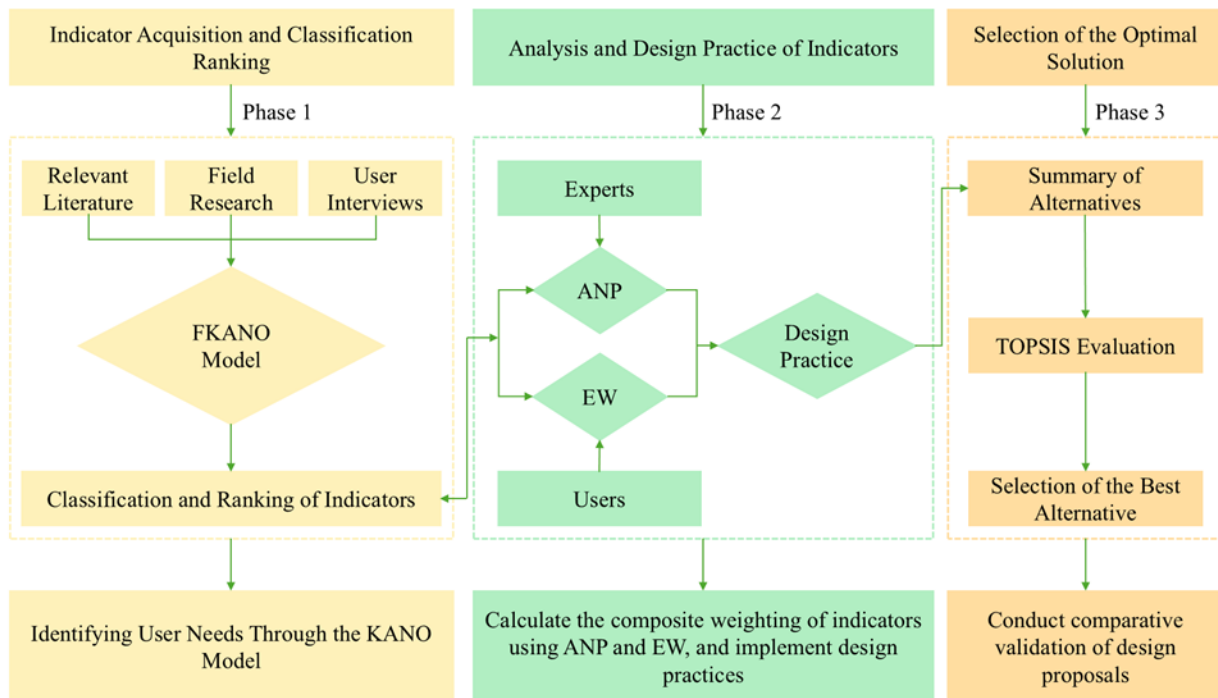 Indicator Acquisition and Classification
Ranking
Analysis and Design Practice of Indicators
Selection of the Optimal
Solution
Phase 1
Phase 2
Phase 3
Relevant
Literature
Field
Research
User
Interviews
FKANO
Model
Classification and Ranking of Indicators
Experts
ANP
EW
Users
Design
Practice
Summary of
Alternatives
TOPSIS Evaluation
Selection of the Best
Alternative
Identifying User Needs Through the KANO
Model
Calculate the composite weighting of indicators
using ANP and EW, and implement design
practices
Conduct comparative
validation of design
proposals